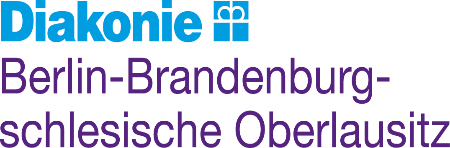 Diakonie
Berlin-Brandenburg-
schlesische Oberlausitz